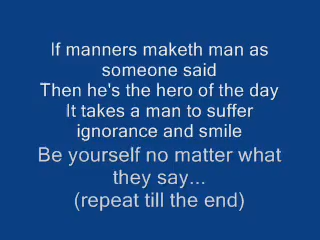 If manners maketh man as
someone said
Then he's the hero of the day
It takes a man to suffer
ignorance and smile
Be yourself no matter what
they say...
(repeat till the end)